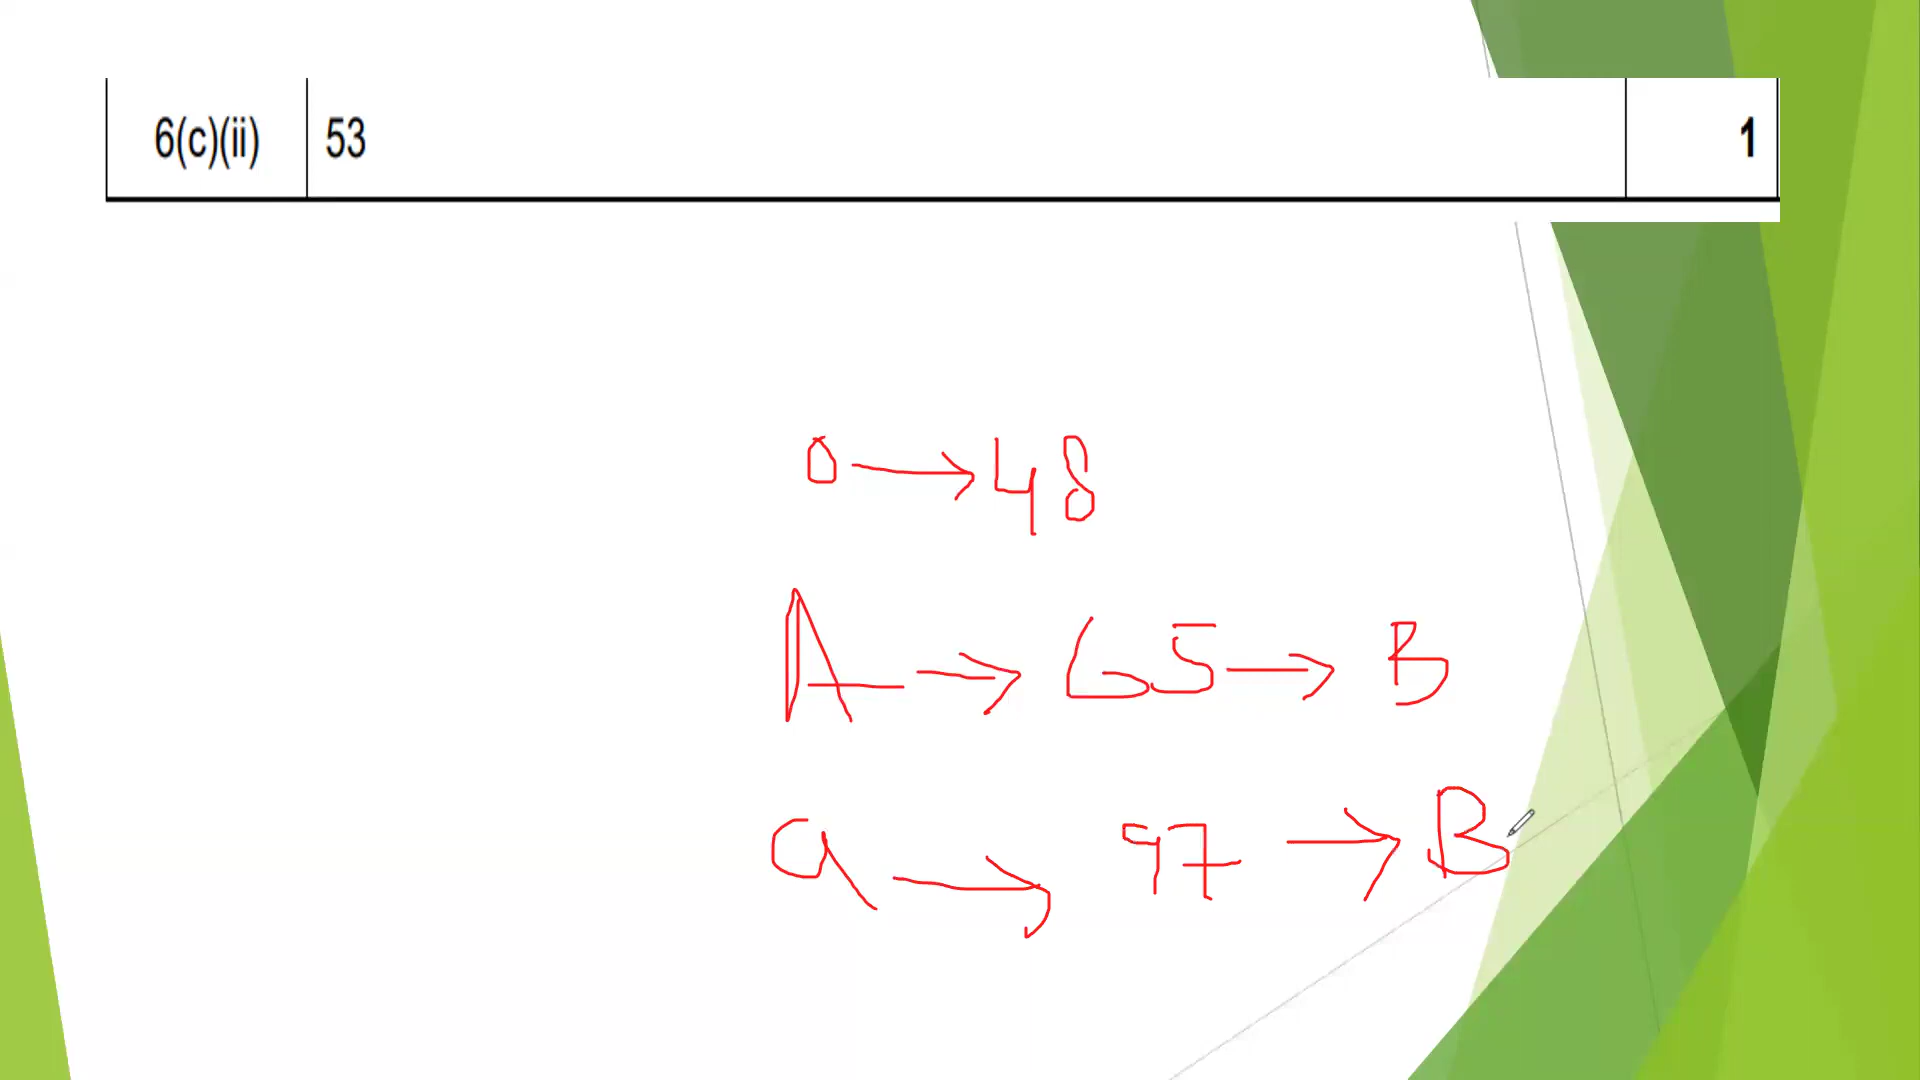 6(c)(ii) 53 1
0 → 48
A → 65 → B
a → 97 → B